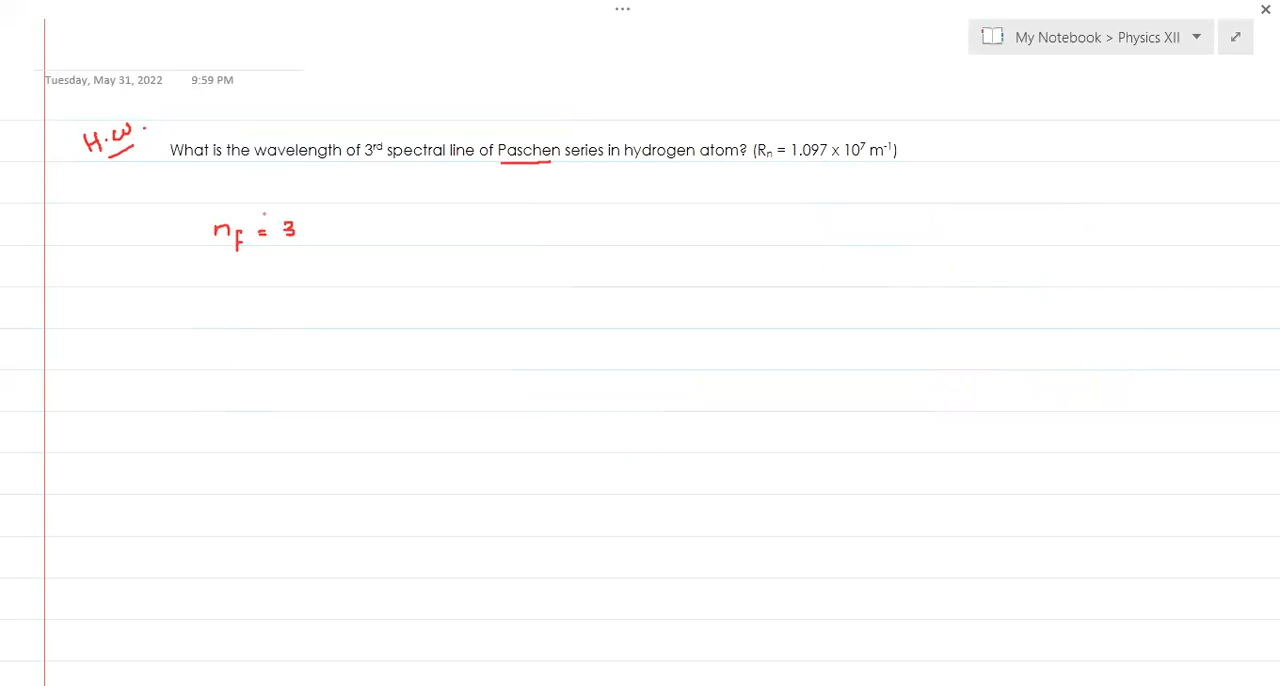 My Notebook > Physics XII
Tuesday, May 31, 2022 9:59 PM
H.W.
What is the wavelength of 3rd spectral line of Paschen series in hydrogen atom? (Rn = 1.097 x 10⁷ m⁻¹)
nf = 3